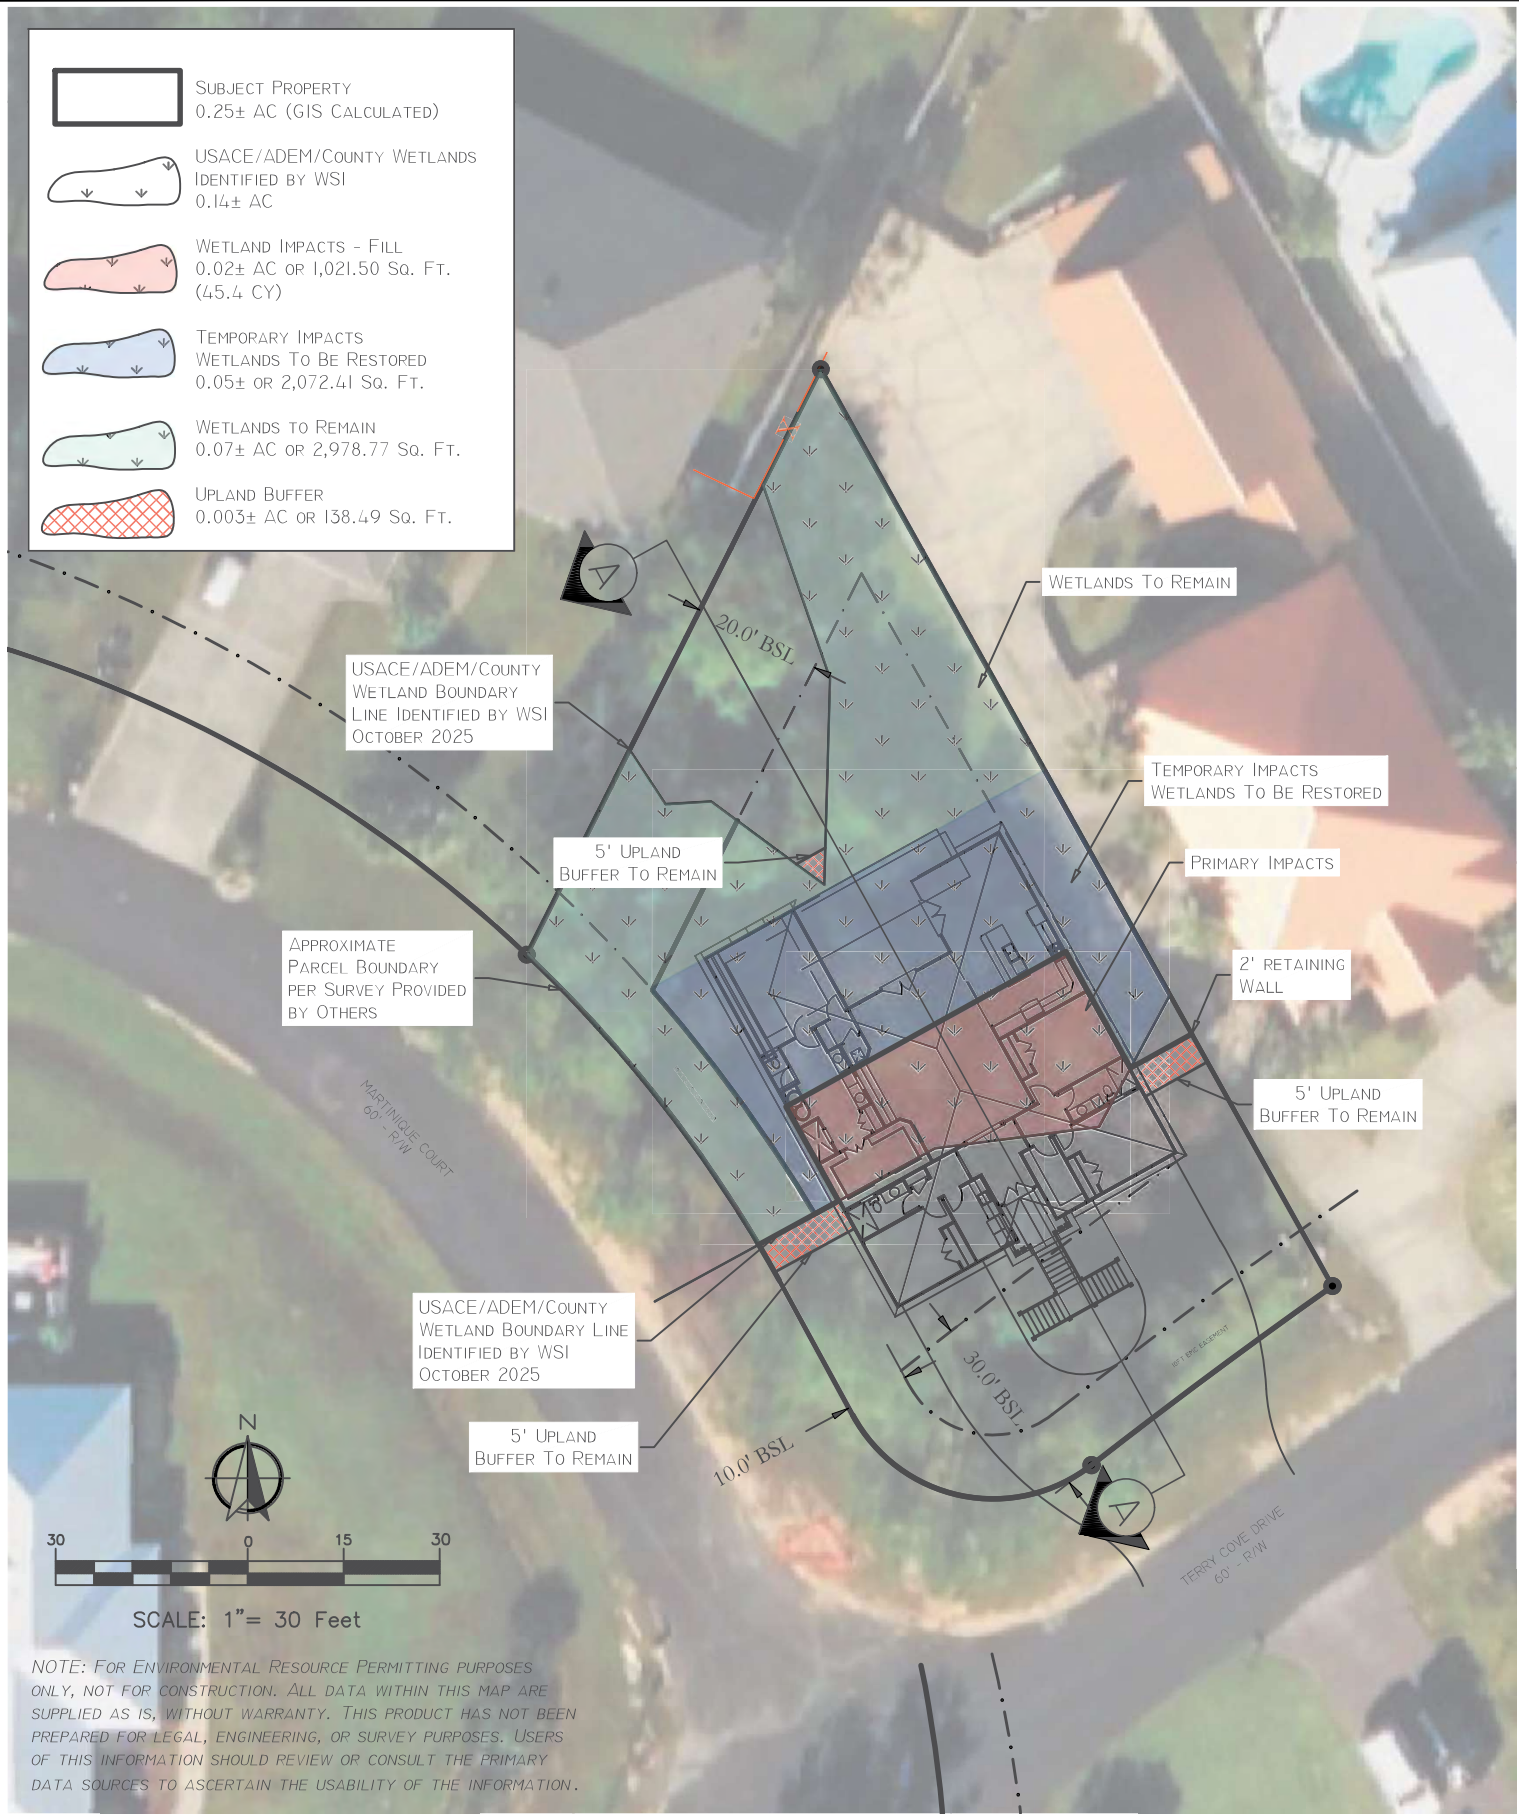 SUBJECT PROPERTY
0.25± AC (GIS CALCULATED)
USACE/ADEM/COUNTY WETLANDS
IDENTIFIED BY WSI
0.14± AC
WETLAND IMPACTS - FILL
0.02± AC OR 1,021.50 SQ. FT.
(45.4 CY)
TEMPORARY IMPACTS
WETLANDS TO BE RESTORED
0.05± OR 2,072.41 SQ. FT.
WETLANDS TO REMAIN
0.07± AC OR 2,978.77 SQ. FT.
UPLAND BUFFER
0.003± AC OR 138.49 SQ. FT.
A
WETLANDS TO REMAIN
20.0' BSL
USACE/ADEM/COUNTY
WETLAND BOUNDARY
LINE IDENTIFIED BY WSI
OCTOBER 2025
TEMPORARY IMPACTS
WETLANDS TO BE RESTORED
5' UPLAND
BUFFER TO REMAIN
PRIMARY IMPACTS
APPROXIMATE
PARCEL BOUNDARY
PER SURVEY PROVIDED
BY OTHERS
2' RETAINING
WALL
5' UPLAND
BUFFER TO REMAIN
MARTINIQUE COURT
60' - R/W
USACE/ADEM/COUNTY
WETLAND BOUNDARY LINE
IDENTIFIED BY WSI
OCTOBER 2025
30.0' BSL
5' UPLAND
BUFFER TO REMAIN
10.0' BSL
A
TERRY COVE DRIVE
60' - R/W
N
30 0 15 30
SCALE: 1"= 30 Feet
NOTE: FOR ENVIRONMENTAL RESOURCE PERMITTING PURPOSES
ONLY, NOT FOR CONSTRUCTION. ALL DATA WITHIN THIS MAP ARE
SUPPLIED AS IS, WITHOUT WARRANTY. THIS PRODUCT HAS NOT BEEN
PREPARED FOR LEGAL, ENGINEERING, OR SURVEY PURPOSES. USERS
OF THIS INFORMATION SHOULD REVIEW OR CONSULT THE PRIMARY
DATA SOURCES TO ASCERTAIN THE USABILITY OF THE INFORMATION.